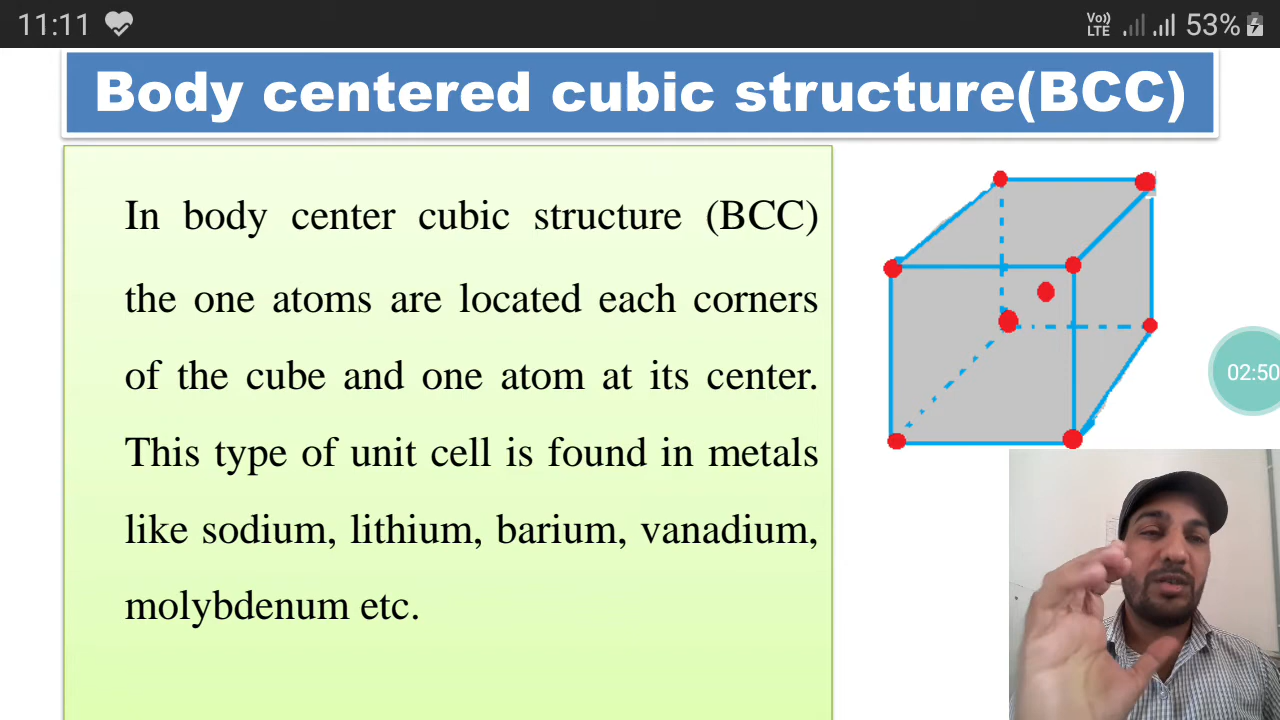 11:11
Vo)) LTE 53%
Body centered cubic structure(BCC)
In body center cubic structure (BCC)
the one atoms are located each corners
of the cube and one atom at its center.
This type of unit cell is found in metals
like sodium, lithium, barium, vanadium,
molybdenum etc.
02:50